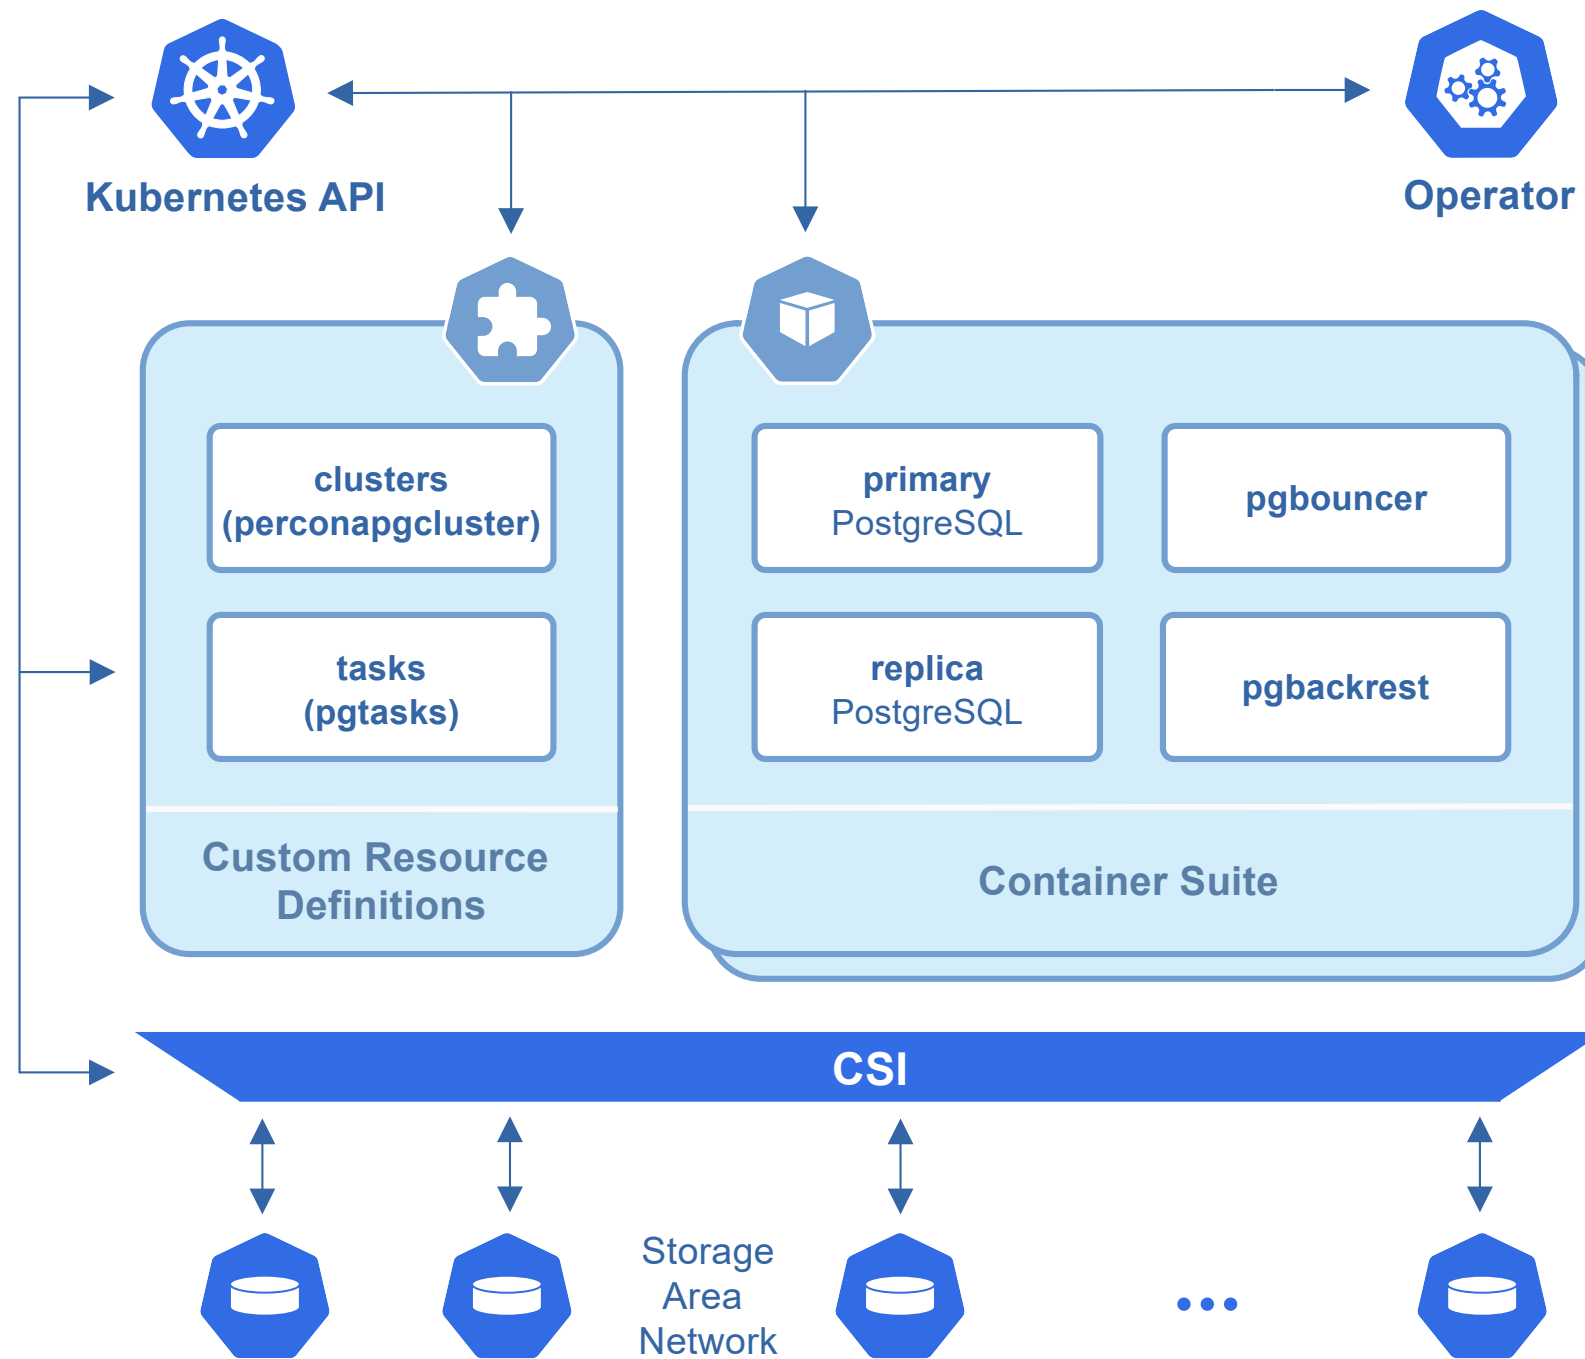 Kubernetes API
Operator
clusters
(perconapgcluster)
tasks
(pgtasks)
Custom Resource
Definitions
primary
PostgreSQL
pgbouncer
replica
PostgreSQL
pgbackrest
Container Suite
CSI
Storage
Area
Network
...